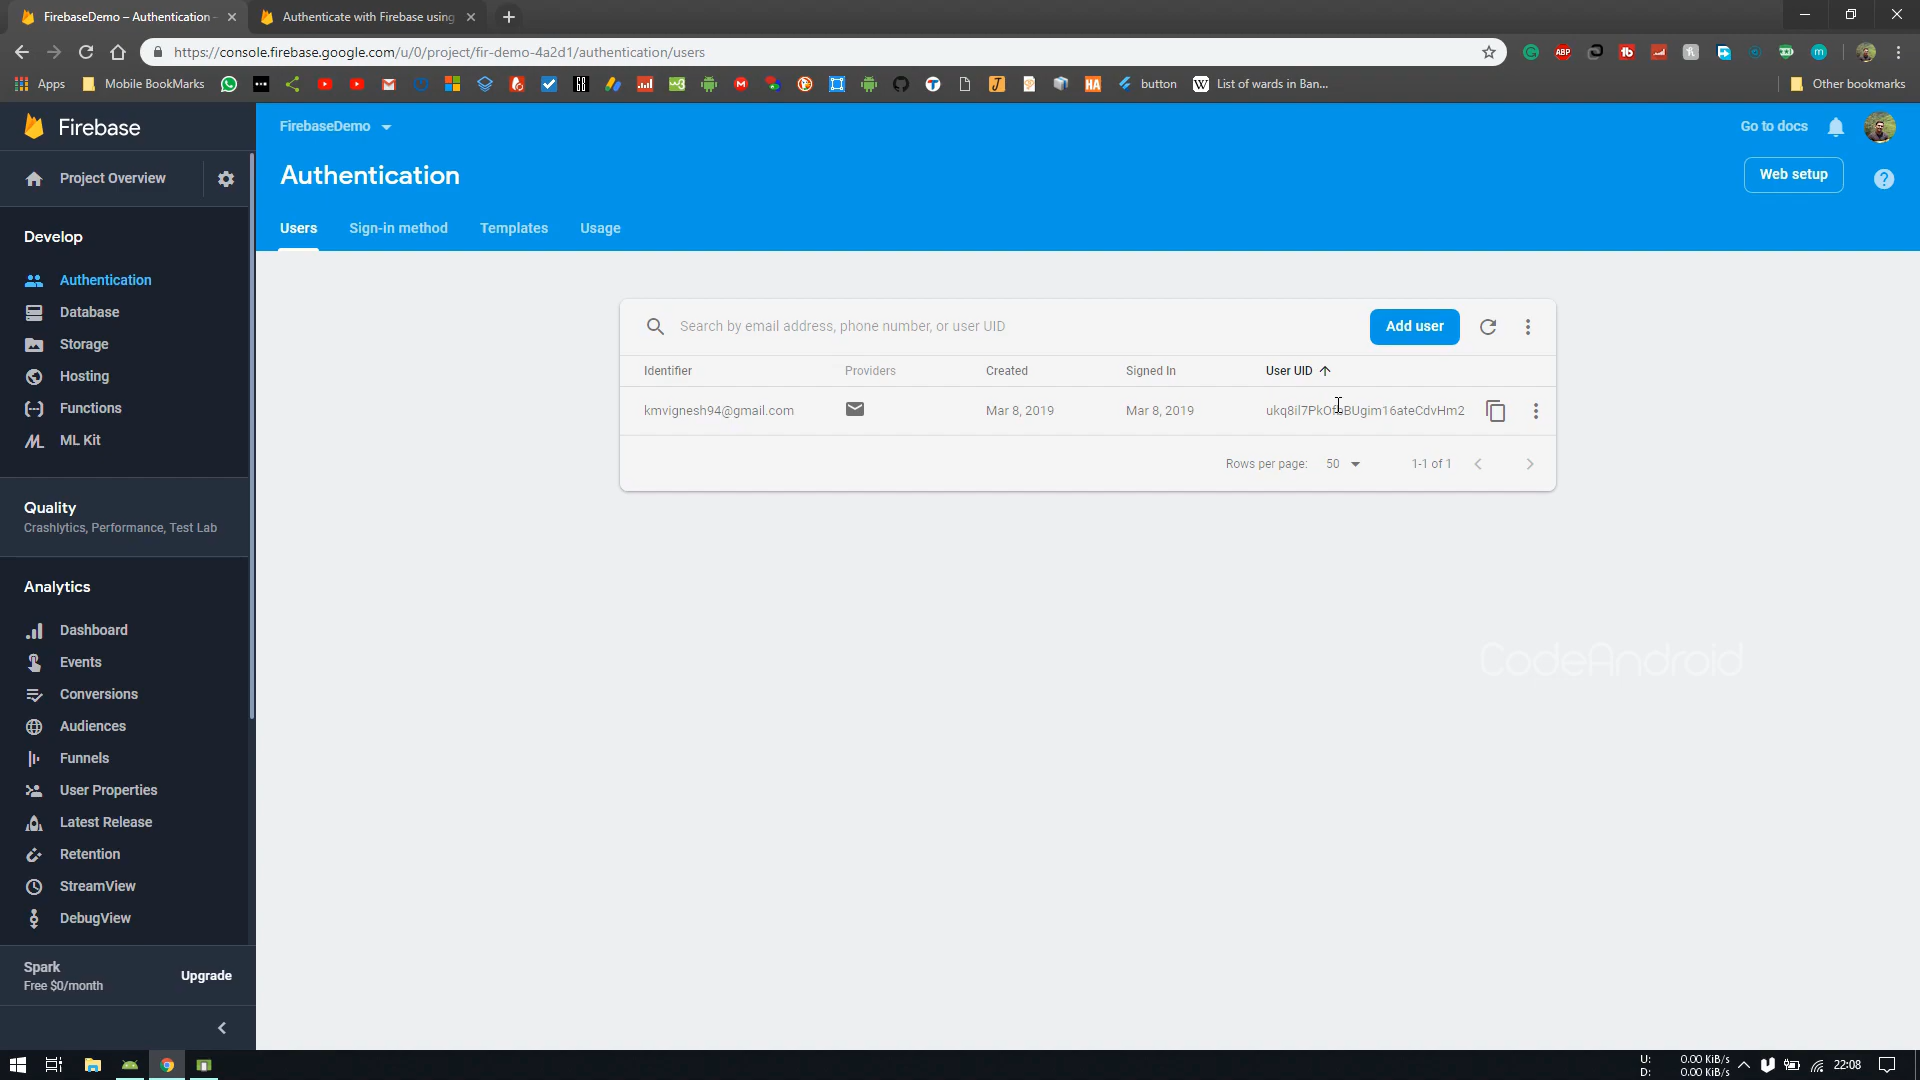 FirebaseDemo – Authentication -
Authenticate with Firebase using
https://console.firebase.google.com/u/0/project/fir-demo-4a2d1/authentication/users
Apps
Mobile BookMarks
button
List of wards in Ban...
Other bookmarks
Firebase
FirebaseDemo
Go to docs
Project Overview
Authentication
Web setup
Users
Sign-in method
Templates
Usage
Develop
Authentication
Database
Storage
Hosting
Functions
ML Kit
Quality
Crashlytics, Performance, Test Lab
Analytics
Dashboard
Events
Conversions
Audiences
Funnels
User Properties
Latest Release
Retention
StreamView
DebugView
Spark
Free $0/month
Upgrade
Search by email address, phone number, or user UID
Add user
Identifier
Providers
Created
Signed In
User UID
kmvignesh94@gmail.com
Mar 8, 2019
Mar 8, 2019
Rows per page:
50
1-1 of 1
CodeAndroid
U:
0.00 KiB/s
D:
0.00 KiB/s
22:08